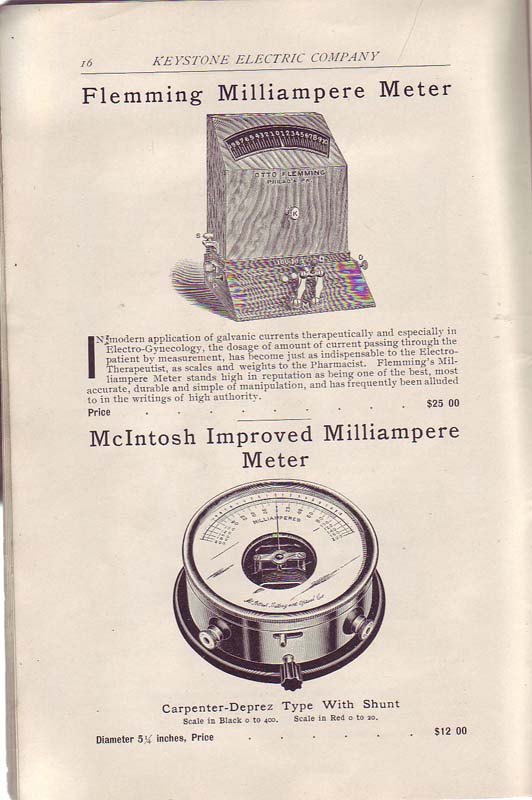 16 KEYSTONE ELECTRIC COMPANY
Flemming Milliampere Meter
OTTO FLEMMING
PHILAD'A PA.
K
S
D
IN modern application of galvanic currents therapeutically and especially in
Electro-Gynecology, the dosage of amount of current passing through the
patient by measurement, has become just as indispensable to the Electro-
Therapeutist, as scales and weights to the Pharmacist. Flemming's Mil-
liampere Meter stands high in reputation as being one of the best, most
accurate, durable and simple of manipulation, and has frequently been alluded
to in the writings of high authority.
Price . . . . . . . . $25 00
McIntosh Improved Milliampere
Meter
MILLIAMPERES
McIntosh Battery and Optical Co.
Carpenter-Deprez Type With Shunt
Scale in Black 0 to 400. Scale in Red 0 to 20.
Diameter 5¼ inches, Price . . . . . . $12 00